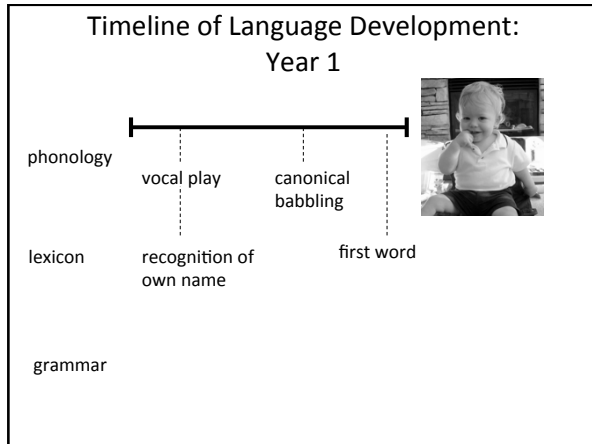 Timeline of Language Development:
Year 1
phonology
vocal play
canonical
babbling
lexicon
recognition of
own name
first word
grammar